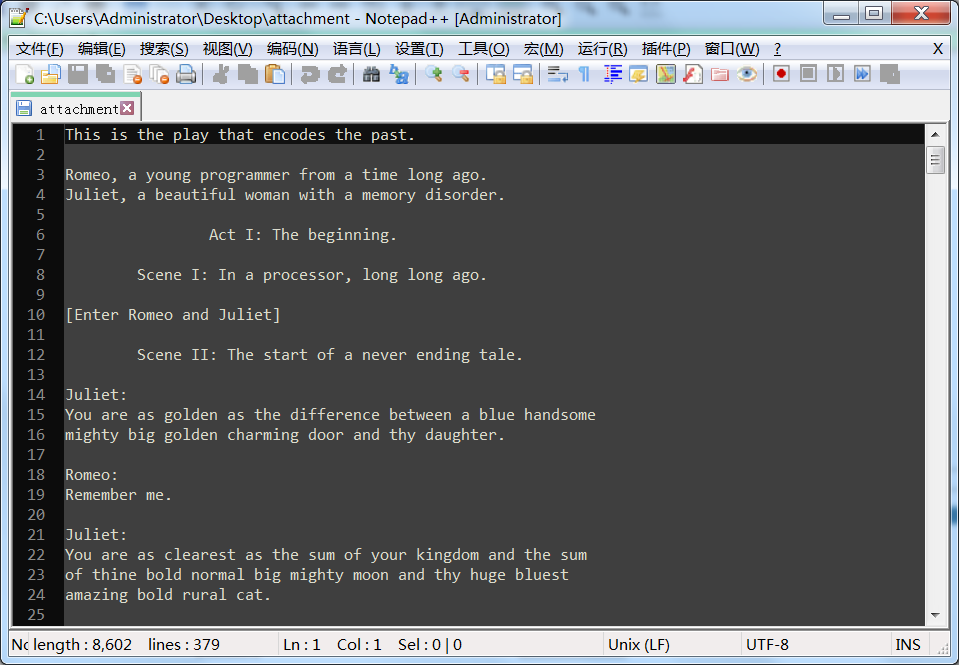 C:\Users\Administrator\Desktop\attachment - Notepad++ [Administrator]
文件(F) 编辑(E) 搜索(S) 视图(V) 编码(N) 语言(L) 设置(T) 工具(O) 宏(M) 运行(R) 插件(P) 窗口(W) ? X
attachment
1 This is the play that encodes the past.
2
3 Romeo, a young programmer from a time long ago.
4 Juliet, a beautiful woman with a memory disorder.
5
6 Act I: The beginning.
7
8 Scene I: In a processor, long long ago.
9
10 [Enter Romeo and Juliet]
11
12 Scene II: The start of a never ending tale.
13
14 Juliet:
15 You are as golden as the difference between a blue handsome
16 mighty big golden charming door and thy daughter.
17
18 Romeo:
19 Remember me.
20
21 Juliet:
22 You are as clearest as the sum of your kingdom and the sum
23 of thine bold normal big mighty moon and thy huge bluest
24 amazing bold rural cat.
25
No length : 8,602 lines : 379 Ln : 1 Col : 1 Sel : 0 | 0 Unix (LF) UTF-8 INS